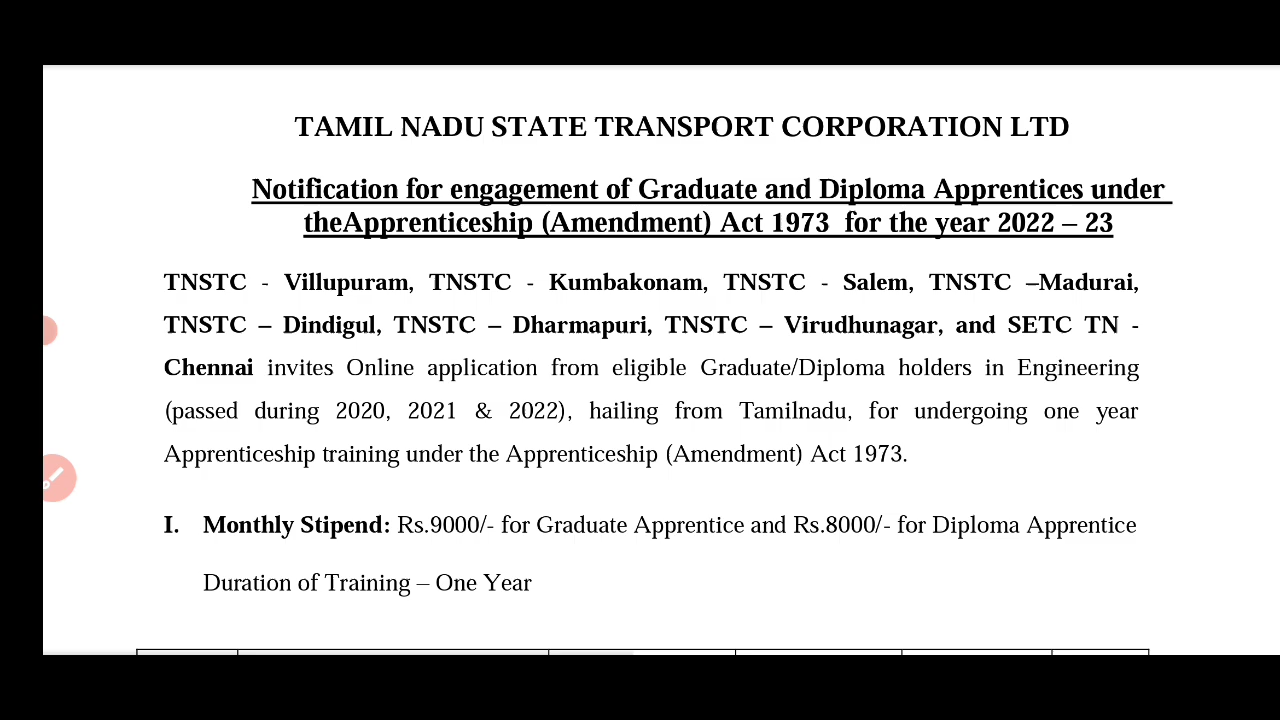 TAMIL NADU STATE TRANSPORT CORPORATION LTD
Notification for engagement of Graduate and Diploma Apprentices under
theApprenticeship (Amendment) Act 1973  for the year 2022 – 23
TNSTC - Villupuram, TNSTC - Kumbakonam, TNSTC - Salem, TNSTC –Madurai,
TNSTC – Dindigul, TNSTC – Dharmapuri, TNSTC – Virudhunagar, and SETC TN -
Chennai invites Online application from eligible Graduate/Diploma holders in Engineering
(passed during 2020, 2021 & 2022), hailing from Tamilnadu, for undergoing one year
Apprenticeship training under the Apprenticeship (Amendment) Act 1973.
I. Monthly Stipend: Rs.9000/- for Graduate Apprentice and Rs.8000/- for Diploma Apprentice
Duration of Training – One Year